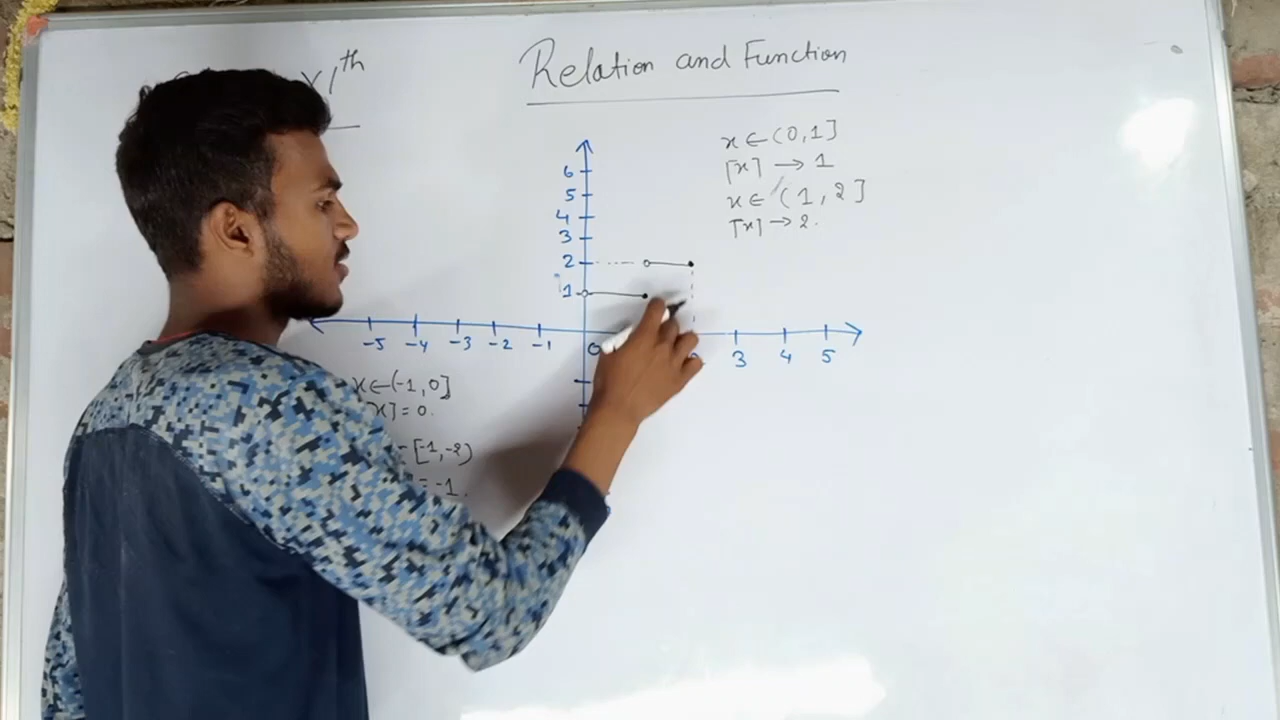 XIth
Relation and Function
x ∈ (0, 1]
⌈x⌉ → 1
x ∈ (1, 2]
⌈x⌉ → 2.
6
5
4
3
2
1
-5 -4 -3 -2 -1 0 3 4 5
x ∈ (-1, 0]
x⌉ = 0.
[-1, -2)
= -1.